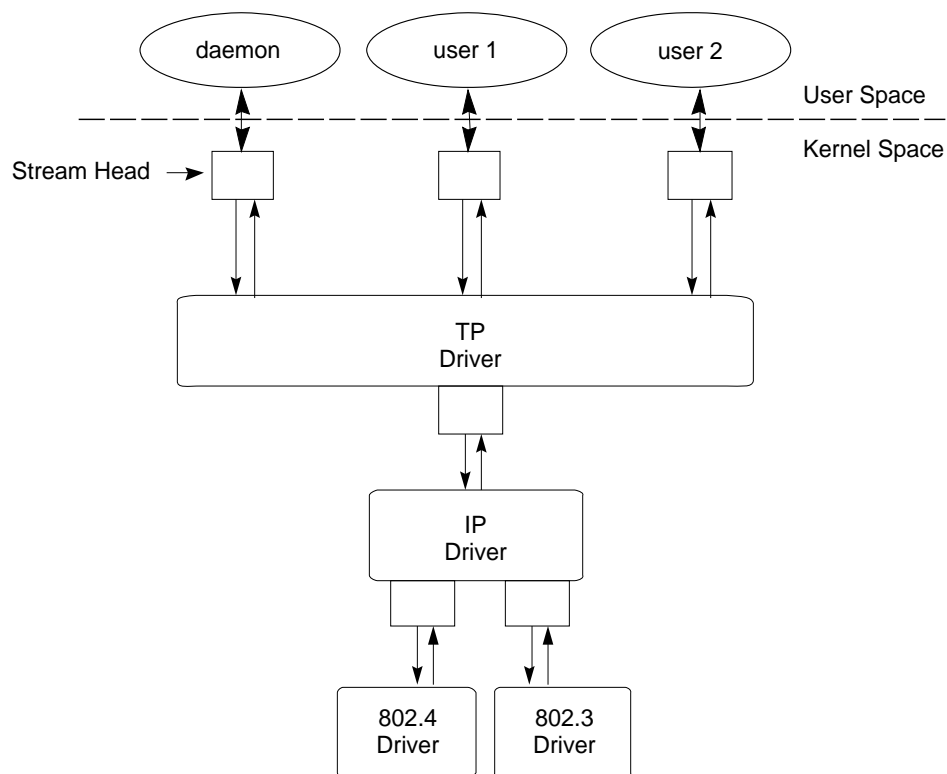 daemon
user 1
user 2
User Space
Kernel Space
Stream Head
TP
Driver
IP
Driver
802.4
Driver
802.3
Driver